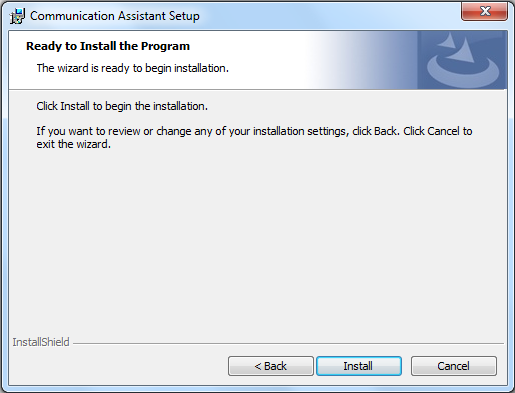 Communication Assistant Setup
Ready to Install the Program
The wizard is ready to begin installation.
Click Install to begin the installation.
If you want to review or change any of your installation settings, click Back. Click Cancel to
exit the wizard.
InstallShield
< Back
Install
Cancel